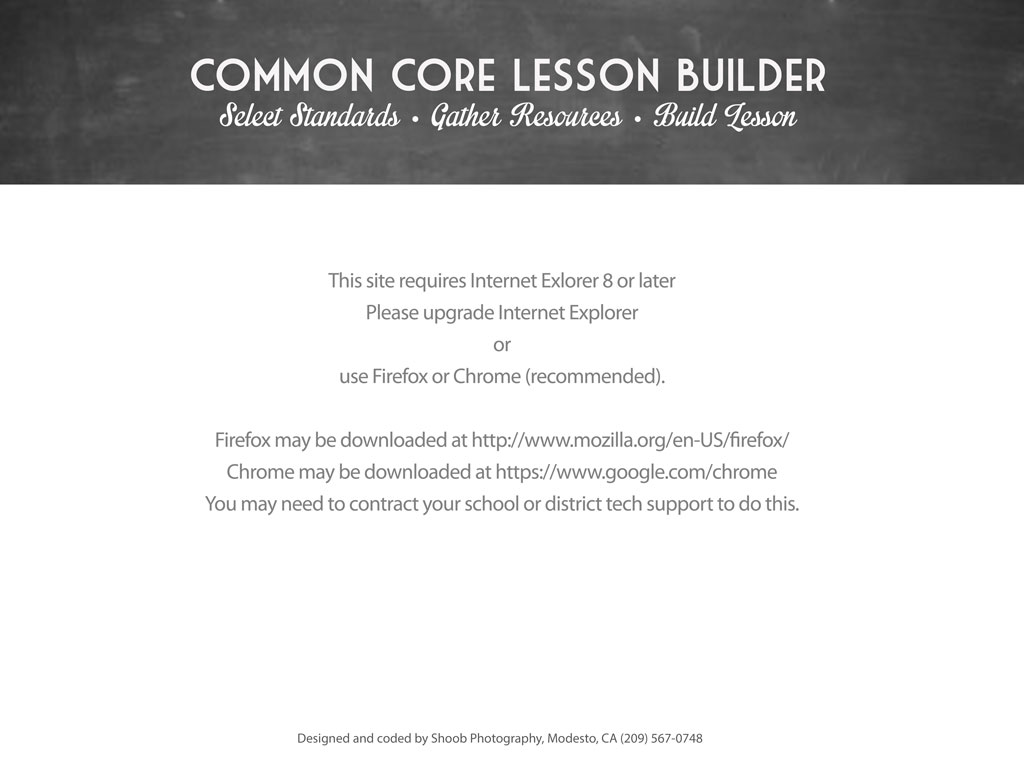 COMMON CORE LESSON BUILDER
Select Standards • Gather Resources • Build Lesson
This site requires Internet Exlorer 8 or later
Please upgrade Internet Explorer
or
use Firefox or Chrome (recommended).
Firefox may be downloaded at http://www.mozilla.org/en-US/firefox/
Chrome may be downloaded at https://www.google.com/chrome
You may need to contract your school or district tech support to do this.
Designed and coded by Shoob Photography, Modesto, CA (209) 567-0748